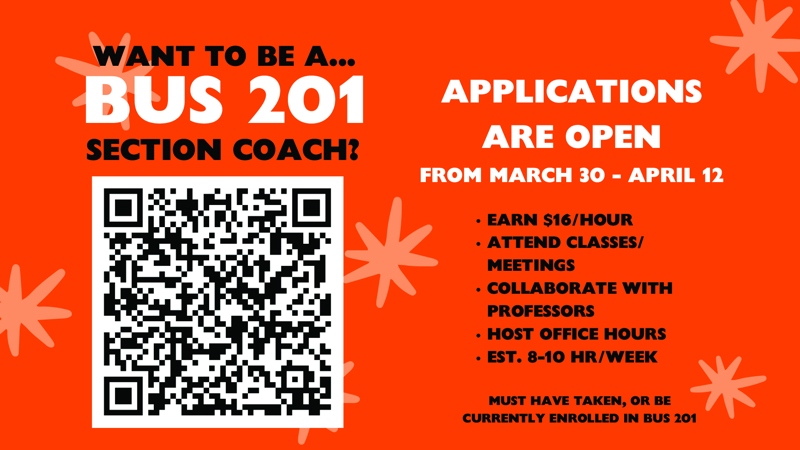 WANT TO BE A...
BUS 201
SECTION COACH?
APPLICATIONS
ARE OPEN
FROM MARCH 30 - APRIL 12
• EARN $16/HOUR
• ATTEND CLASSES/
MEETINGS
• COLLABORATE WITH
PROFESSORS
• HOST OFFICE HOURS
• EST. 8-10 HR/WEEK
MUST HAVE TAKEN, OR BE
CURRENTLY ENROLLED IN BUS 201